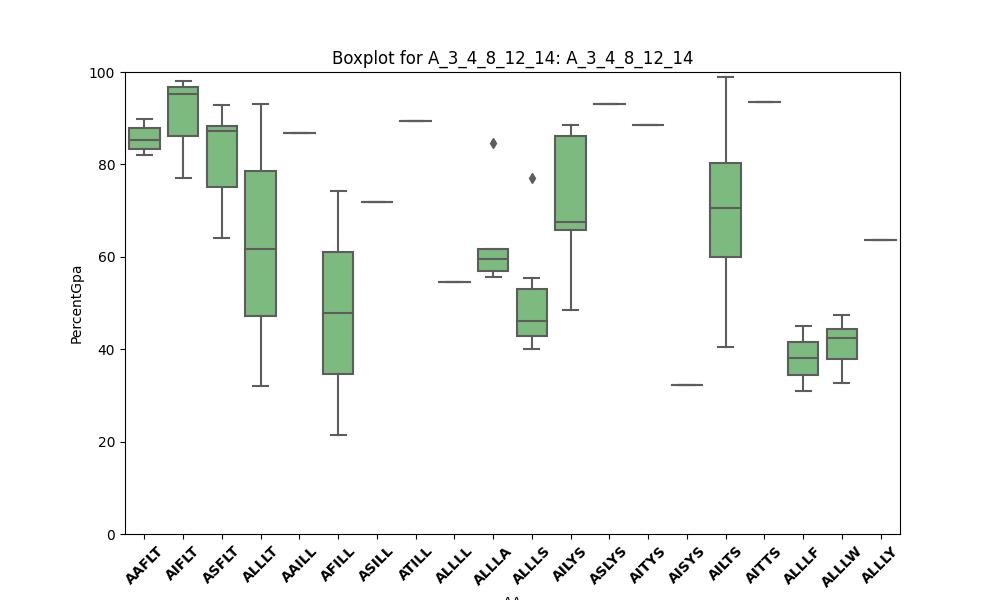 Boxplot for A_3_4_8_12_14: A_3_4_8_12_14
100
80
60
40
20
0
PercentGpa
AAFLT AIFLT ASFLT ALLLT AAILL AFILL ASILL ATILL ALLLL ALLLA ALLLS AILYS ASLYS AITYS AISYS AILTS AITTS ALLLF ALLLW ALLLY
AA